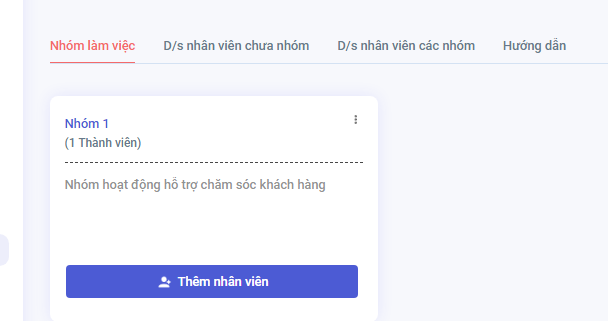 Nhóm làm việc D/s nhân viên chưa nhóm D/s nhân viên các nhóm Hướng dẫn
Nhóm 1
(1 Thành viên)
Nhóm hoạt động hỗ trợ chăm sóc khách hàng
Thêm nhân viên